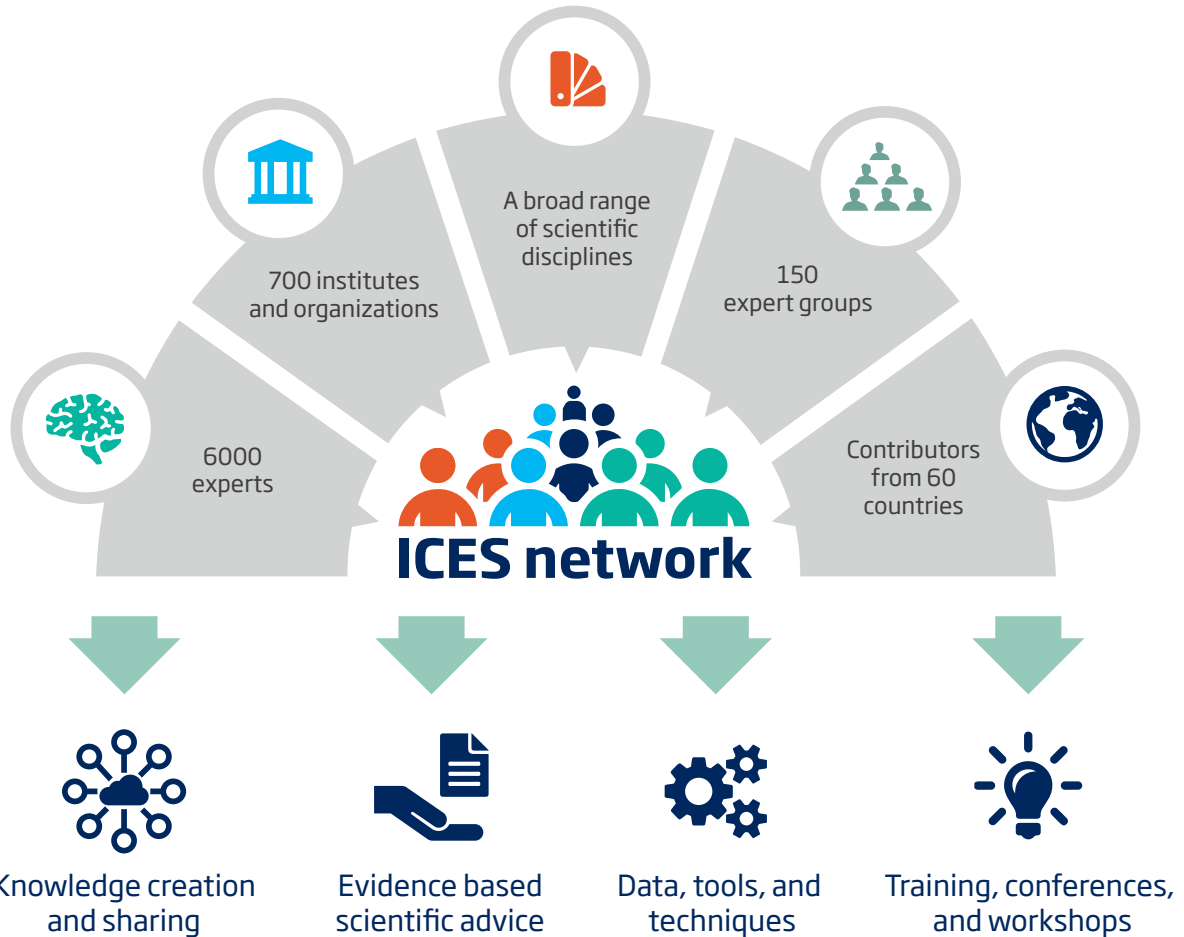 A broad range
of scientific
disciplines
700 institutes
and organizations
150
expert groups
6000
experts
Contributors
from 60
countries
ICES network
Knowledge creation
and sharing
Evidence based
scientific advice
Data, tools, and
techniques
Training, conferences,
and workshops